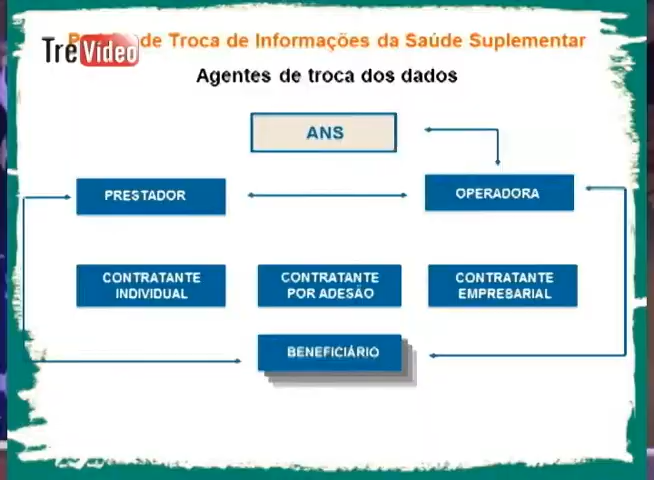 TreVideo
de Troca de Informações da Saúde Suplementar
Agentes de troca dos dados
ANS
PRESTADOR
OPERADORA
CONTRATANTE
INDIVIDUAL
CONTRATANTE
POR ADESÃO
CONTRATANTE
EMPRESARIAL
BENEFICIÁRIO